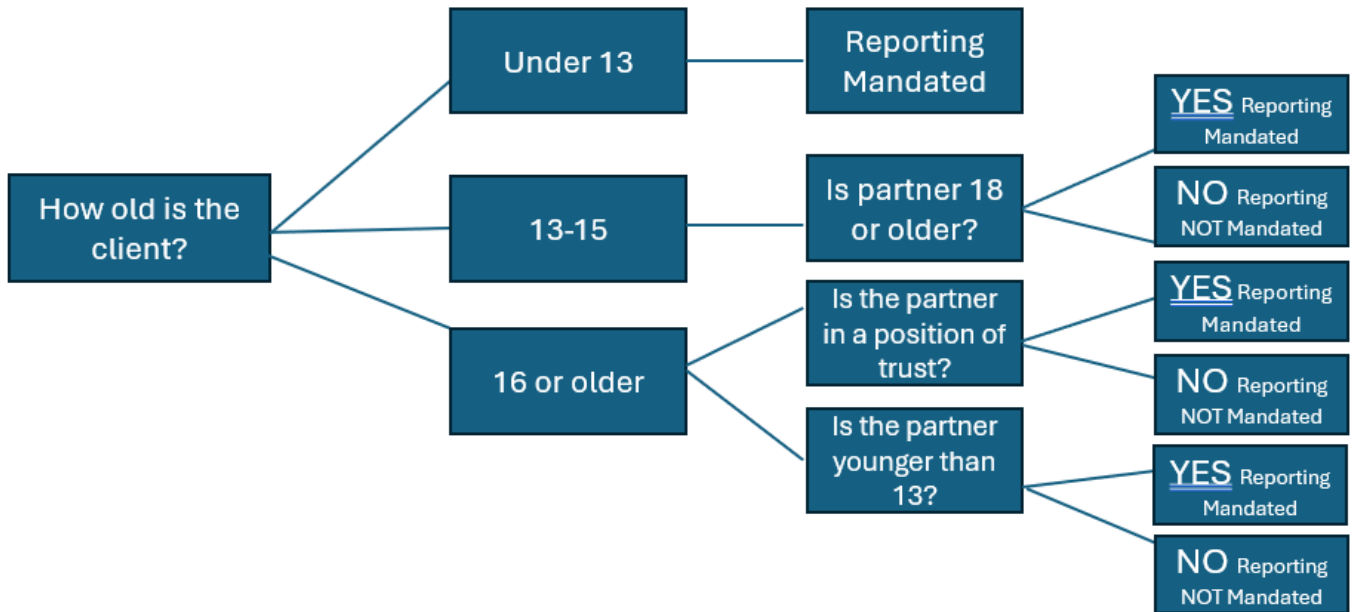 How old is the
client?
Under 13
Reporting
Mandated
13-15
Is partner 18
or older?
YES Reporting
Mandated
NO Reporting
NOT Mandated
16 or older
Is the partner
in a position of
trust?
YES Reporting
Mandated
NO Reporting
NOT Mandated
Is the partner
younger than
13?
YES Reporting
Mandated
NO Reporting
NOT Mandated